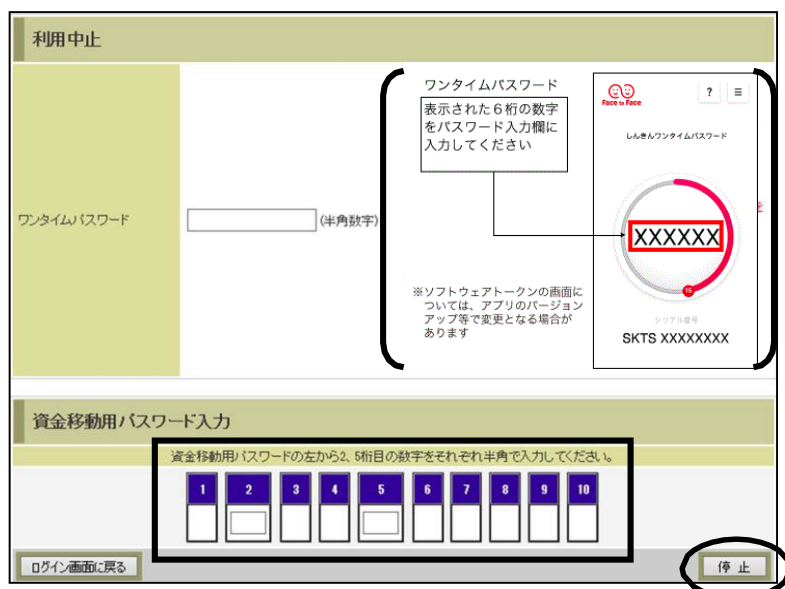 利用中止
ワンタイムパスワード
表示された6桁の数字
をパスワード入力欄に
入力してください
Face to Face
?
しんきんワンタイムパスワード
XXXXXX
15
シリアル番号
SKTS XXXXXXXX
ワンタイムパスワード
(半角数字)
を
※ソフトウェアトークンの画面に
ついては、アプリのバージョン
アップ等で変更となる場合が
あります
資金移動用パスワード入力
資金移動用パスワードの左から2、5桁目の数字をそれぞれ半角で入力してください。
1 2 3 4 5 6 7 8 9 10
ログイン画面に戻る
停 止